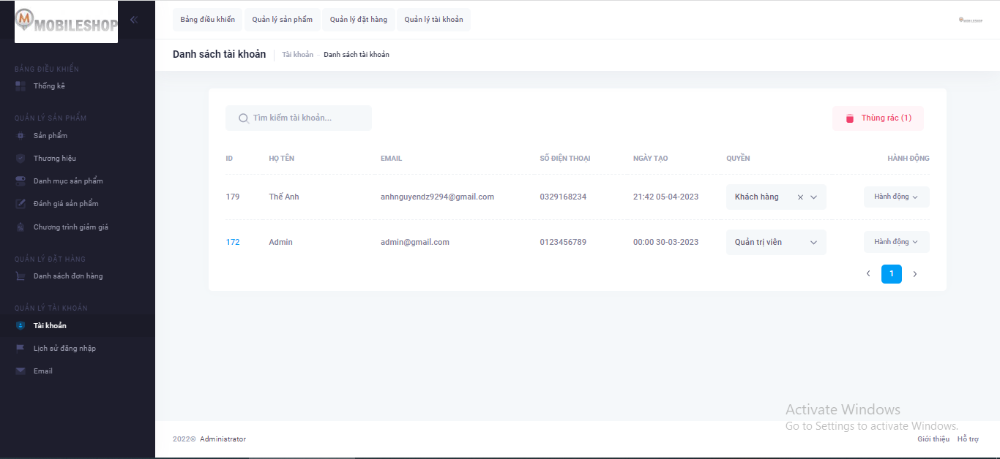 MOBILESHOP
Bảng điều khiển Quản lý sản phẩm Quản lý đặt hàng Quản lý tài khoản
Danh sách tài khoản Tài khoản - Danh sách tài khoản
BẢNG ĐIỀU KHIỂN
Thống kê
QUẢN LÝ SẢN PHẨM
Sản phẩm
Thương hiệu
Danh mục sản phẩm
Đánh giá sản phẩm
Chương trình giảm giá
QUẢN LÝ ĐẶT HÀNG
Danh sách đơn hàng
QUẢN LÝ TÀI KHOẢN
Tài khoản
Lịch sử đăng nhập
Email
Tìm kiếm tài khoản... Thùng rác (1)
ID HỌ TÊN EMAIL SỐ ĐIỆN THOẠI NGÀY TẠO QUYỀN HÀNH ĐỘNG
179 Thế Anh anhnguyendz9294@gmail.com 0329168234 21:42 05-04-2023 Khách hàng × Hành động
172 Admin admin@gmail.com 0123456789 00:00 30-03-2023 Quản trị viên Hành động
1
Activate Windows
Go to Settings to activate Windows.
2022© Administrator Giới thiệu Hỗ trợ